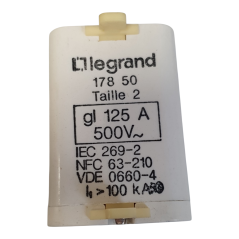 legrand
178 50
Taille 2
gl 125 A
500V~
IEC 269-2
NFC 63-210
VDE 0660-4
I₁ > 100 kA